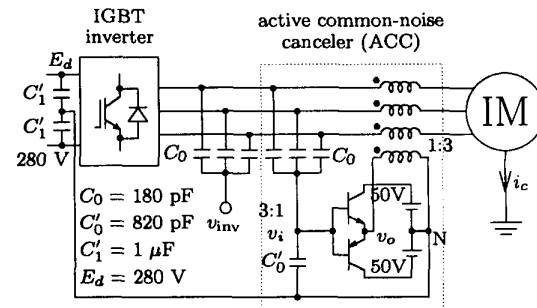 IGBT
inverter
active common-noise
canceler (ACC)
E_d
C'_1
C'_1
280 V
C_0
C_0
IM
1:3
i_c
50V
50V
C_0 = 180 pF
C'_0 = 820 pF
C'_1 = 1 μF
E_d = 280 V
v_inv
3:1
v_i
v_o
N
C'_0